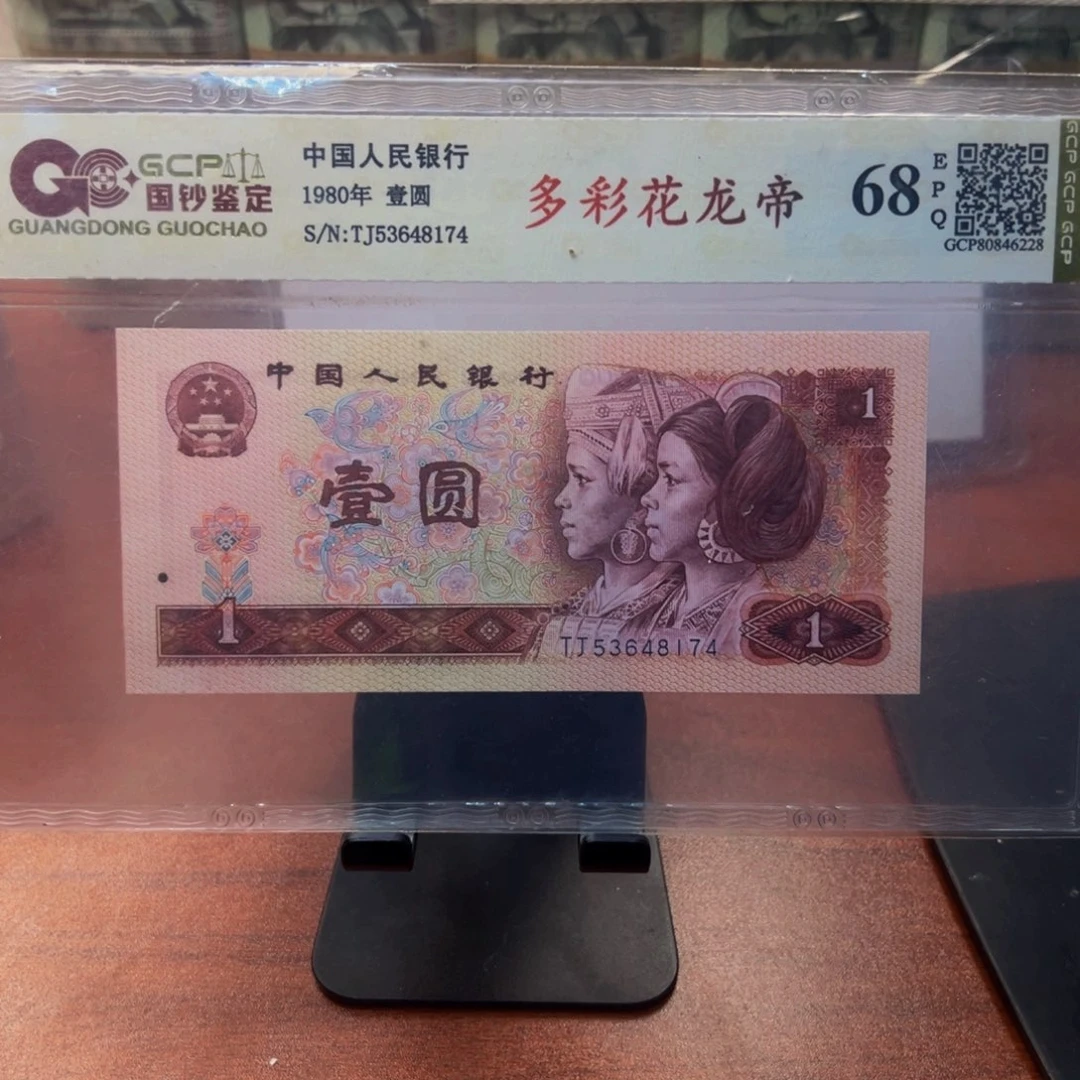 GCP
国钞鉴定
GUANGDONG GUOCHAO
中国人民银行
1980年 壹圆
S/N:TJ53648174
多彩花龙帝
68
EPQ
GCP80846228
GCP GCP GCP
中国人民银行
1
壹圆
1
TJ53648174
1